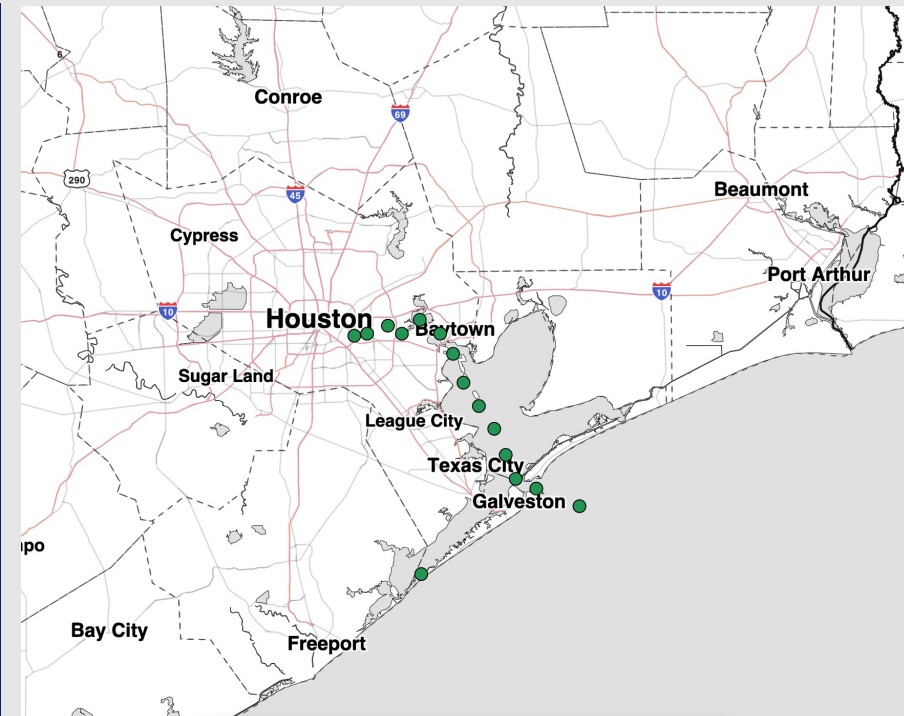 6
Conroe
69
290
45
Beaumont
Cypress
Port Arthur
10
10
Houston
Baytown
Sugar Land
League City
Texas City
Galveston
po
Bay City
Freeport